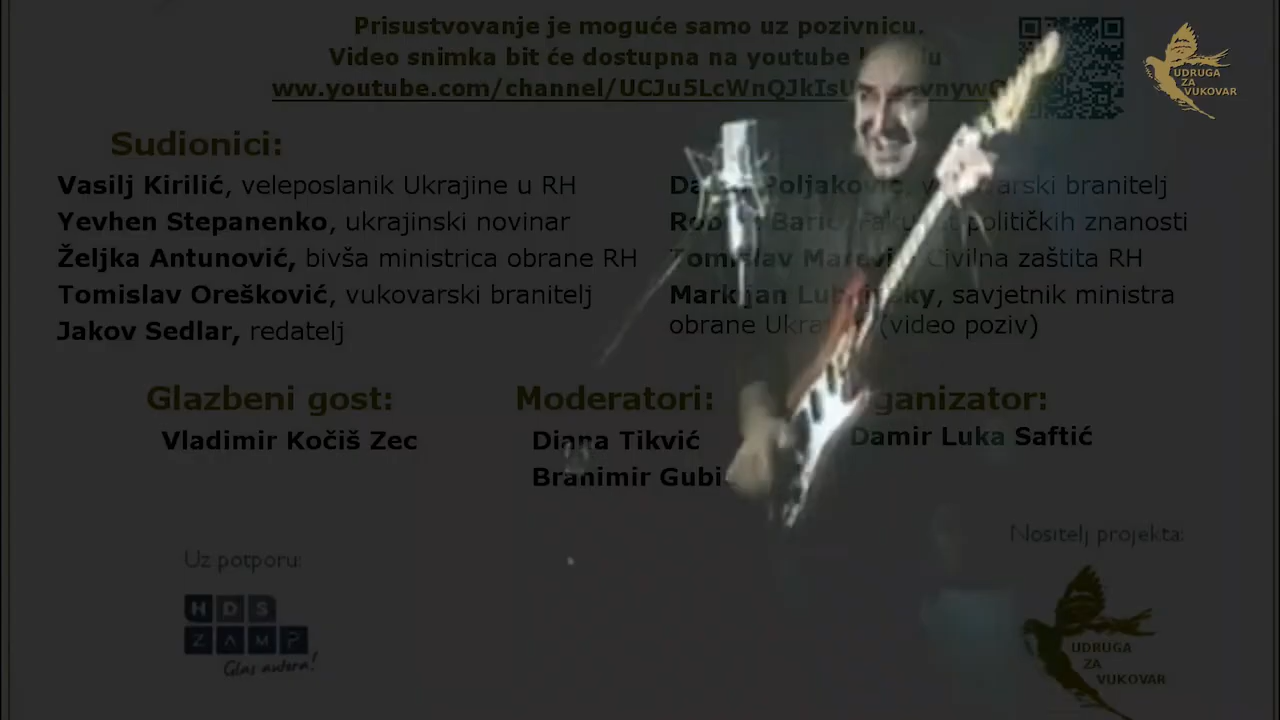 Prisustvovanje je moguće samo uz pozivnicu.
Video snimka bit će dostupna na youtube
ww.youtube.com/channel/
UDRUGA
ZA
VUKOVAR
Sudionici:
Vasilj Kirilić, veleposlanik Ukrajine u RH
Yevhen Stepanenko, ukrajinski novinar
Željka Antunović, bivša ministrica obrane RH
Tomislav Orešković, vukovarski branitelj
Jakov Sedlar, redatelj
Poljaković, branitelj
Fakultet političkih znanosti
Tomislav Civilna zaštita RH
savjetnik ministra
obrane (video poziv)
Glazbeni gost:
Vladimir Kočiš Zec
Moderatori:
Diana Tikvić
Branimir
Organizator:
Damir Luka Saftić
Uz potporu:
HDS
ZAMP
Glas autora!
Nositelj projekta:
UDRUGA
ZA
VUKOVAR